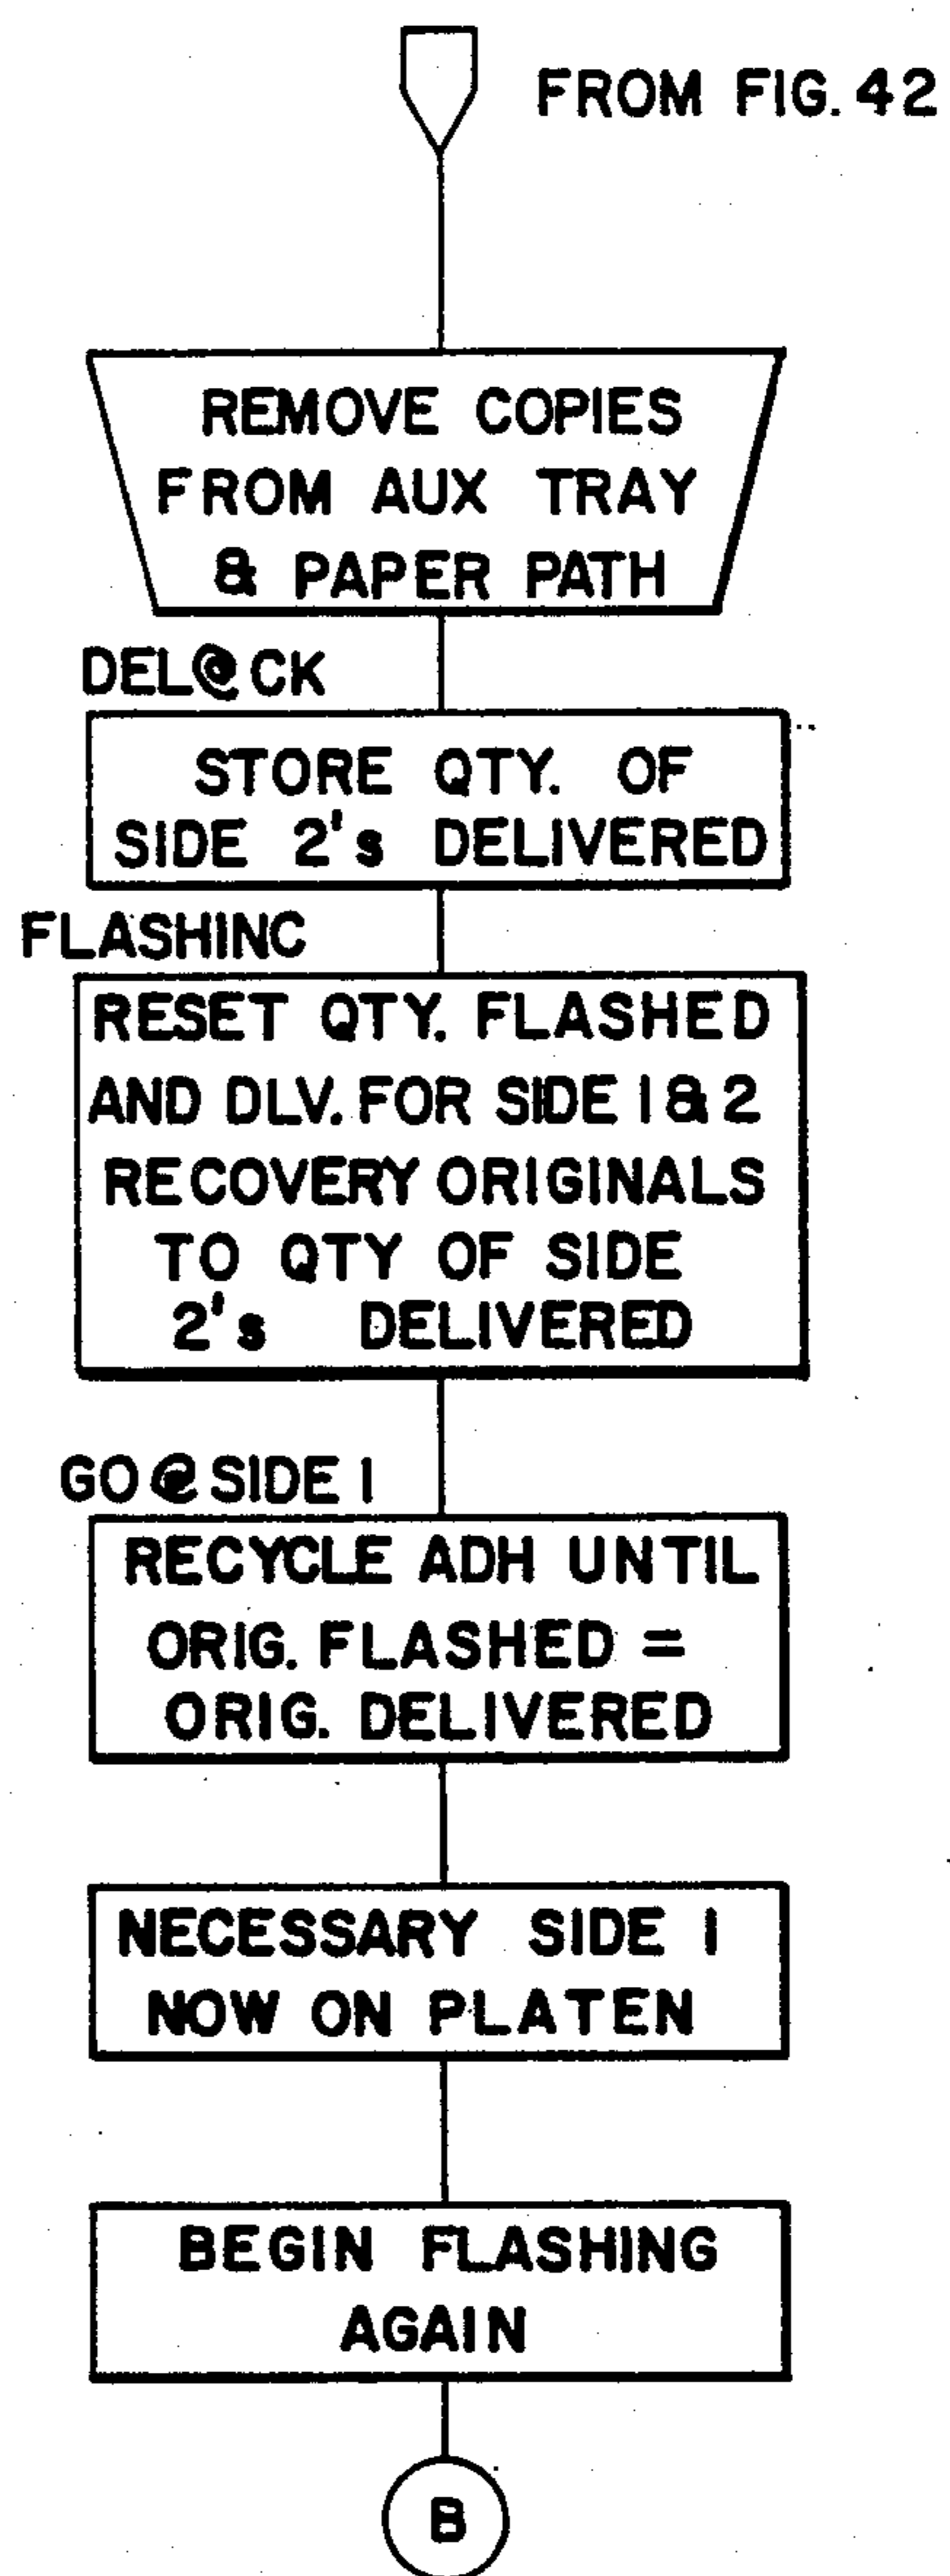 FROM FIG. 42
REMOVE COPIES
FROM AUX TRAY
& PAPER PATH
DEL@CK
STORE QTY. OF
SIDE 2's DELIVERED
FLASHINC
RESET QTY. FLASHED
AND DLV. FOR SIDE 1 & 2
RECOVERY ORIGINALS
TO QTY OF SIDE
2's DELIVERED
GO@SIDE 1
RECYCLE ADH UNTIL
ORIG. FLASHED =
ORIG. DELIVERED
NECESSARY SIDE 1
NOW ON PLATEN
BEGIN FLASHING
AGAIN
B